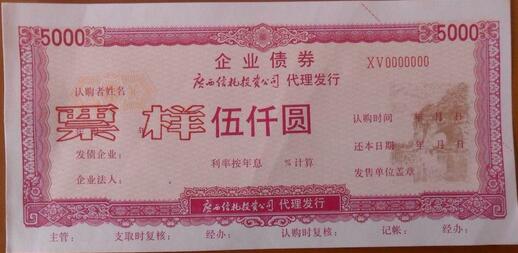 5000 企业债券 5000
广西信托投资公司 代理发行
XV0000000
认购者姓名
票 年 样 伍仟圆
认购时间 年 月 日
还本日期 年 月 日
发债企业: 利率按年息 %计算
企业法人: 发售单位盖章
广西信托投资公司 代理发行
主管: 支取时复核: 经办: 认购时复核: 记帐: 经办: